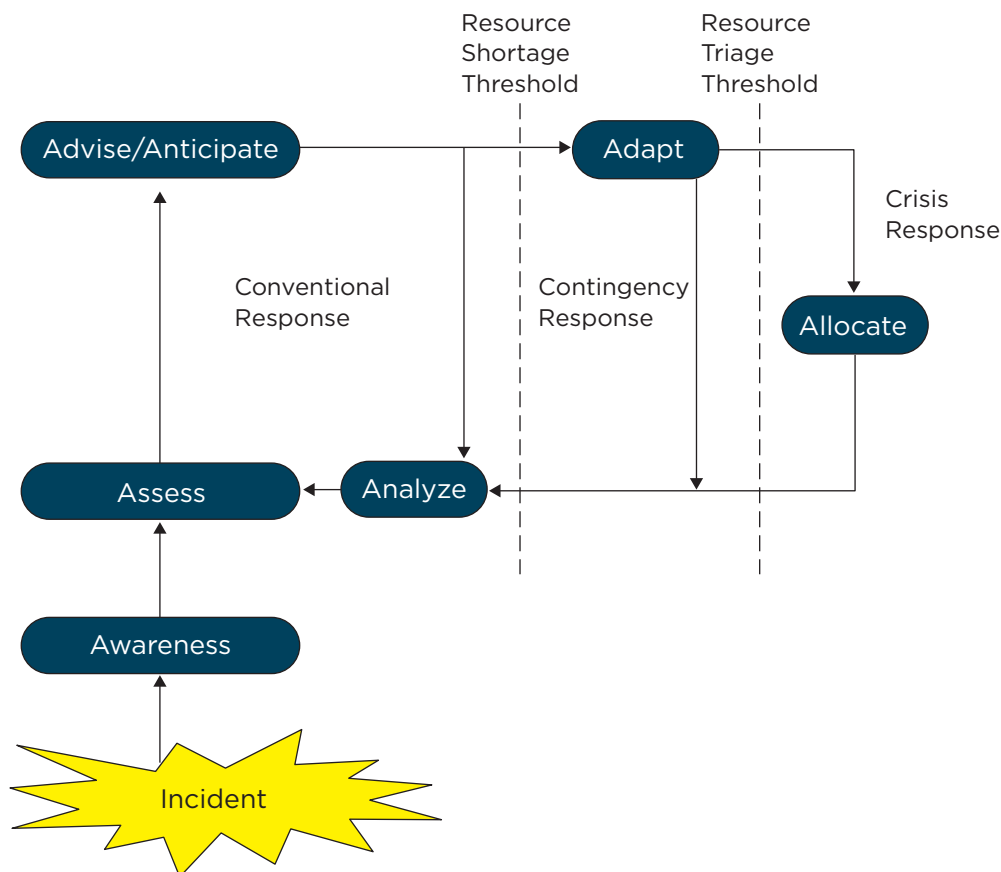 Resource
Shortage
Threshold
Resource
Triage
Threshold
Advise/Anticipate
Adapt
Crisis
Response
Conventional
Response
Contingency
Response
Allocate
Assess
Analyze
Awareness
Incident